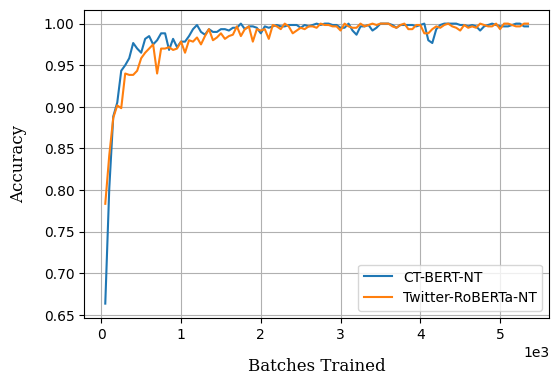 1.00
0.95
0.90
0.85
0.80
0.75
0.70
0.65
Accuracy
CT-BERT-NT
Twitter-RoBERTa-NT
0 1 2 3 4 5
1e3
Batches Trained